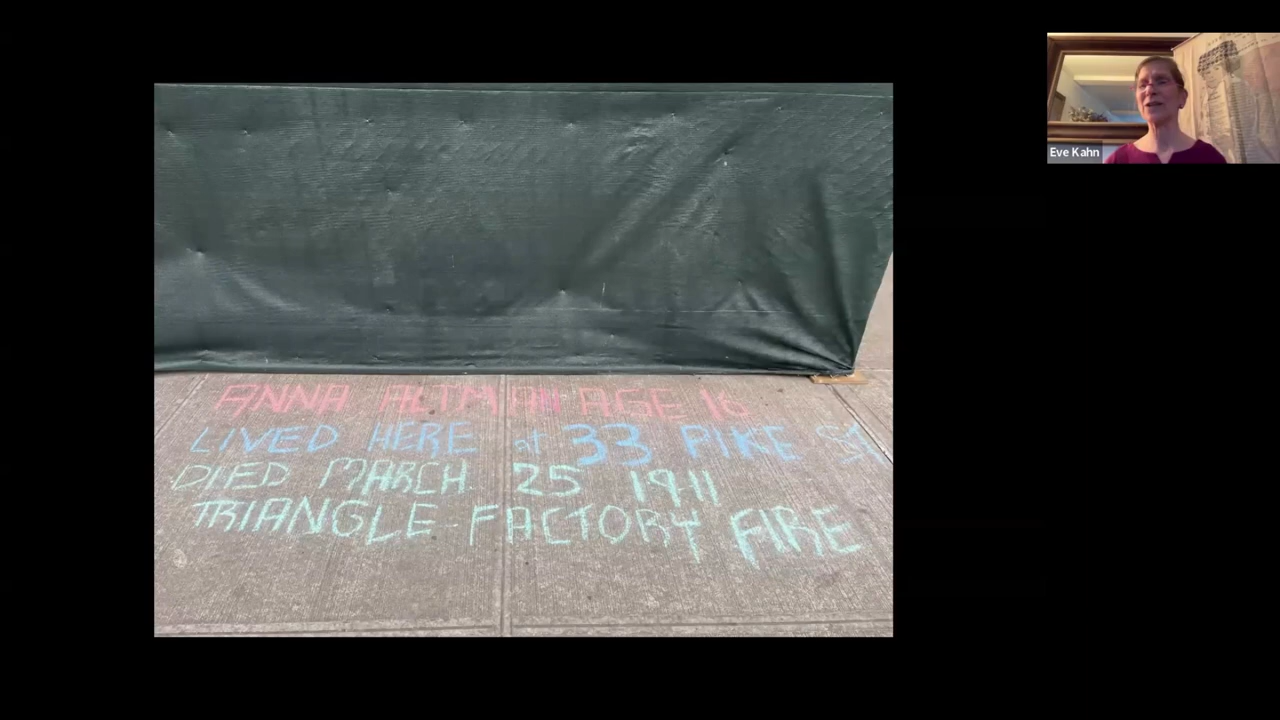 ANNA ALTMAN AGE 16
LIVED HERE at 33 PIKE St
DIED MARCH 25 1911
TRIANGLE-FACTORY FIRE
Eve Kahn